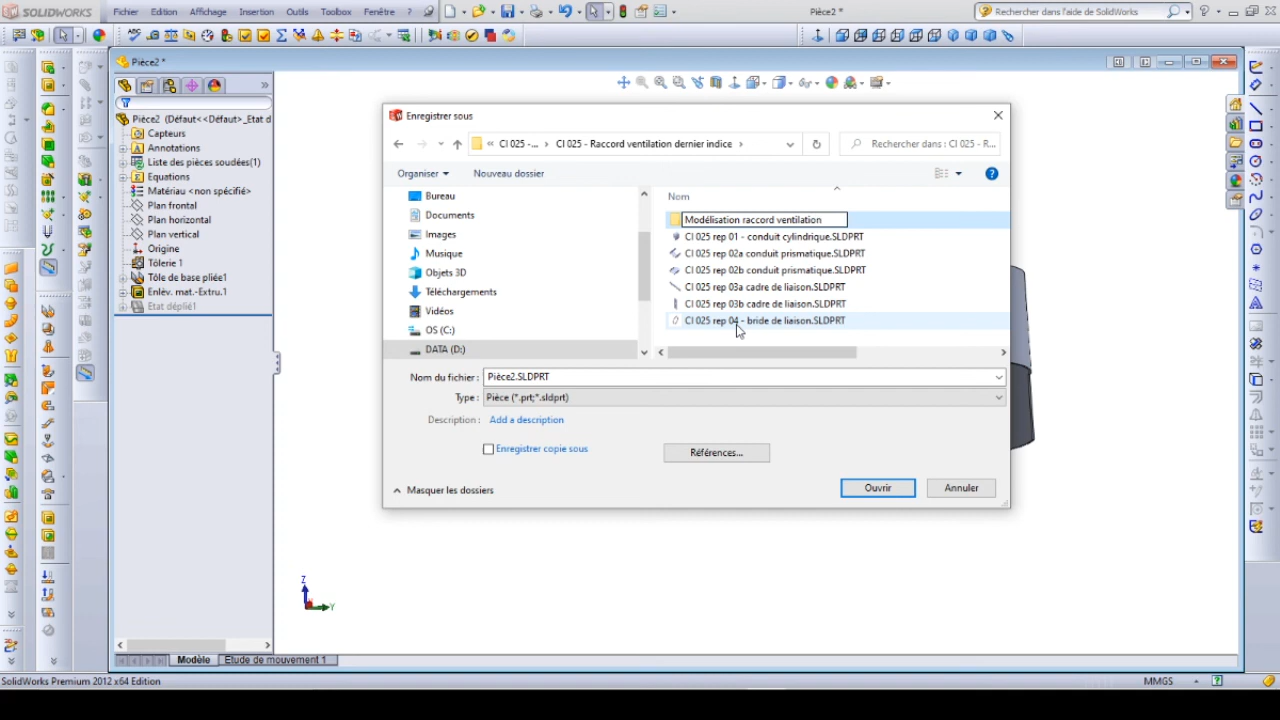 SOLIDWORKS
Fichier Edition Affichage Insertion Outils Toolbox Fenêtre ?
Pièce2 *
Rechercher dans l'aide de SolidWorks
Pièce2 *
Pièce2 (Défaut<<Défaut>_Etat d
Capteurs
Annotations
Liste des pièces soudées(1)
Equations
Matériau <non spécifié>
Plan frontal
Plan horizontal
Plan vertical
Origine
Tôlerie 1
Tôle de base pliée1
Enlèv. mat.-Extru.1
Etat déplié1
Enregistrer sous
« CI 025 -... > CI 025 - Raccord ventilation dernier indice >
Rechercher dans : CI 025 - R...
Organiser
Nouveau dossier
Bureau
Documents
Images
Musique
Objets 3D
Téléchargements
Vidéos
OS (C:)
DATA (D:)
Nom
Modélisation raccord ventilation
CI 025 rep 01 - conduit cylindrique.SLDPRT
CI 025 rep 02a conduit prismatique.SLDPRT
CI 025 rep 02b conduit prismatique.SLDPRT
CI 025 rep 03a cadre de liaison.SLDPRT
CI 025 rep 03b cadre de liaison.SLDPRT
CI 025 rep 04 - bride de liaison.SLDPRT
Nom du fichier : Pièce2.SLDPRT
Type : Pièce (*.prt;*.sldprt)
Description : Add a description
Enregistrer copie sous
Références...
Masquer les dossiers
Ouvrir
Annuler
Z
Y
Modèle
Etude de mouvement 1
SolidWorks Premium 2012 x64 Edition
MMGS